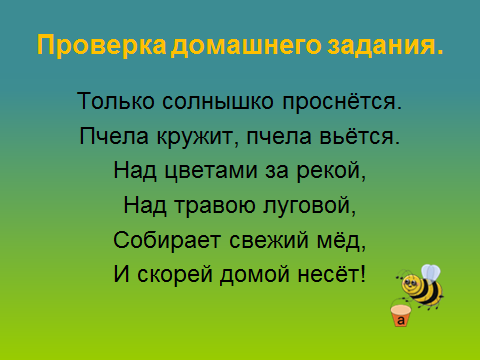 Проверка домашнего задания.
Только солнышко проснётся.
Пчела кружит, пчела вьётся.
Над цветами за рекой,
Над травою луговой,
Собирает свежий мёд,
И скорей домой несёт!
а